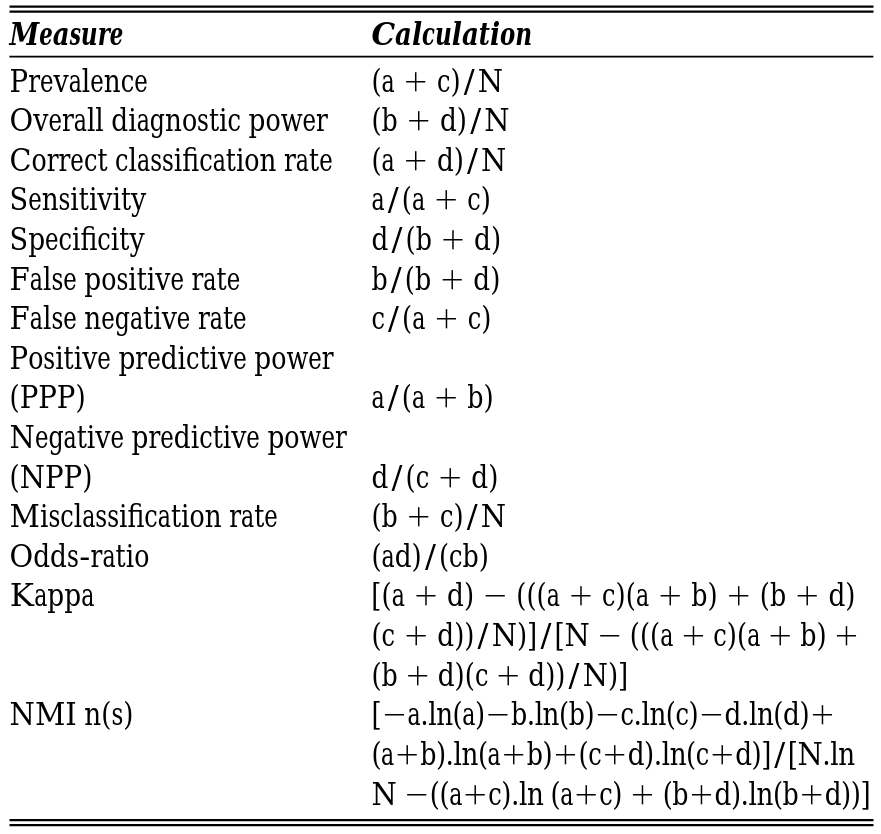 Measure Calculation
Prevalence (a + c)/N
Overall diagnostic power (b + d)/N
Correct classification rate (a + d)/N
Sensitivity a/(a + c)
Specificity d/(b + d)
False positive rate b/(b + d)
False negative rate c/(a + c)
Positive predictive power
(PPP) a/(a + b)
Negative predictive power
(NPP) d/(c + d)
Misclassification rate (b + c)/N
Odds-ratio (ad)/(cb)
Kappa [(a + d) − (((a + c)(a + b) + (b + d)
(c + d))/N)]/[N − (((a + c)(a + b) +
(b + d)(c + d))/N)]
NMI n(s) [−a.ln(a)−b.ln(b)−c.ln(c)−d.ln(d)+
(a+b).ln(a+b)+(c+d).ln(c+d)]/[N.ln
N −((a+c).ln (a+c) + (b+d).ln(b+d))]